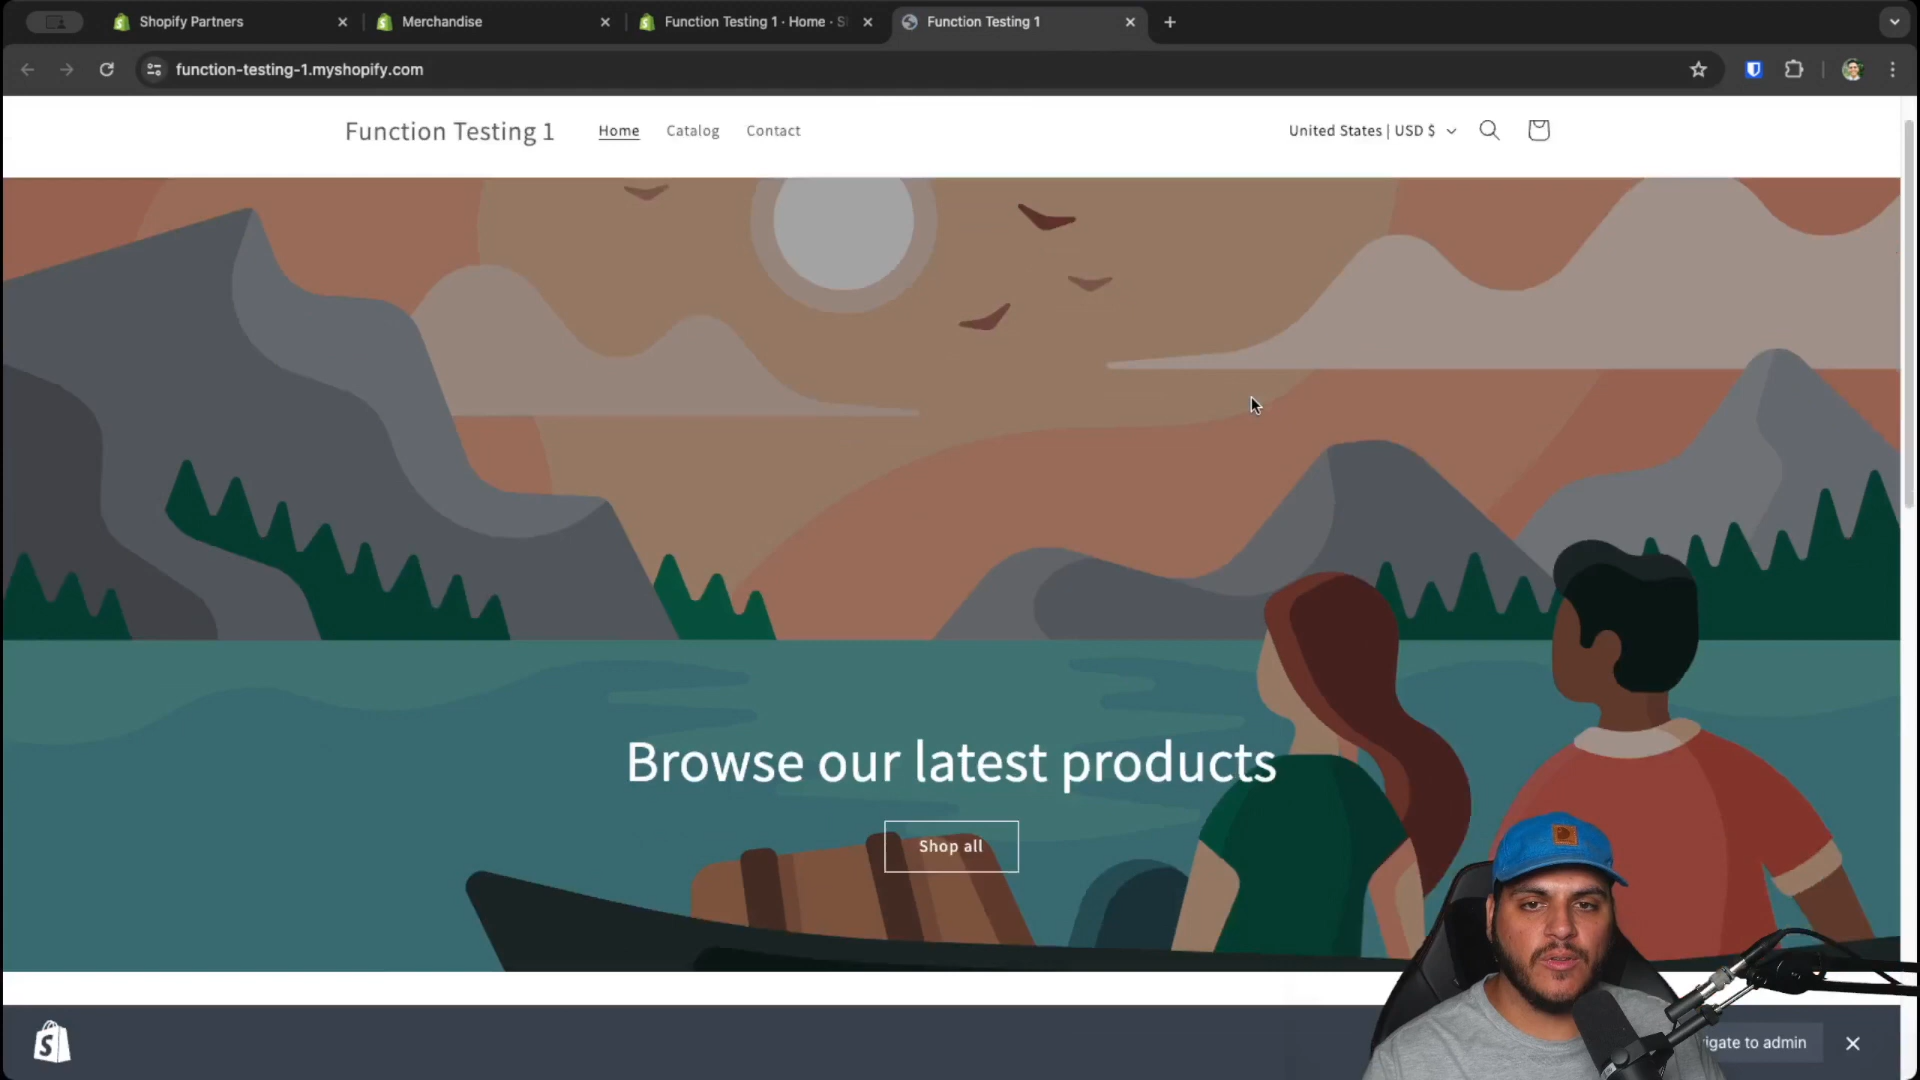 Shopify Partners
Merchandise
Function Testing 1 · Home · S
Function Testing 1
function-testing-1.myshopify.com
Function Testing 1
Home
Catalog
Contact
United States | USD $
Browse our latest products
Shop all
igate to admin